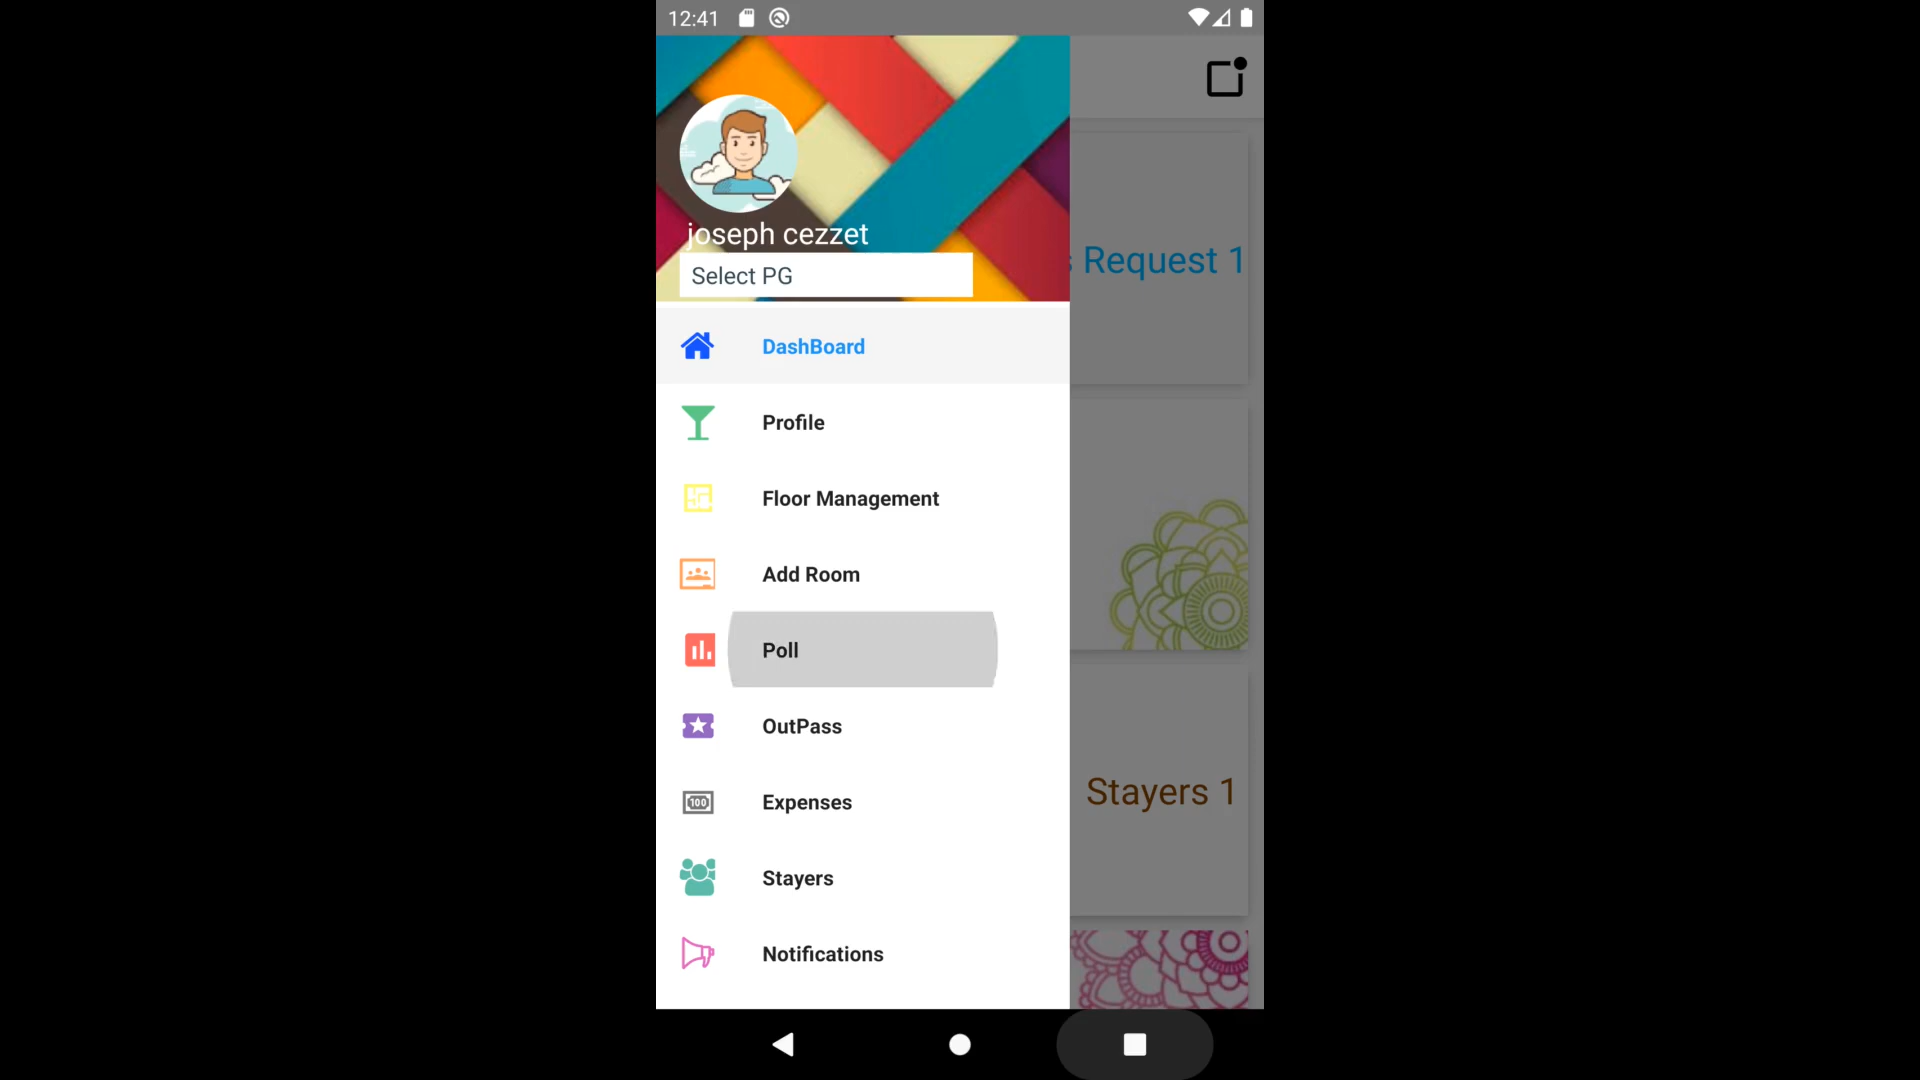 12:41
joseph cezzet
Select PG
Request 1
DashBoard
Profile
Floor Management
Add Room
Poll
OutPass
Stayers 1
Expenses
100
Stayers
Notifications